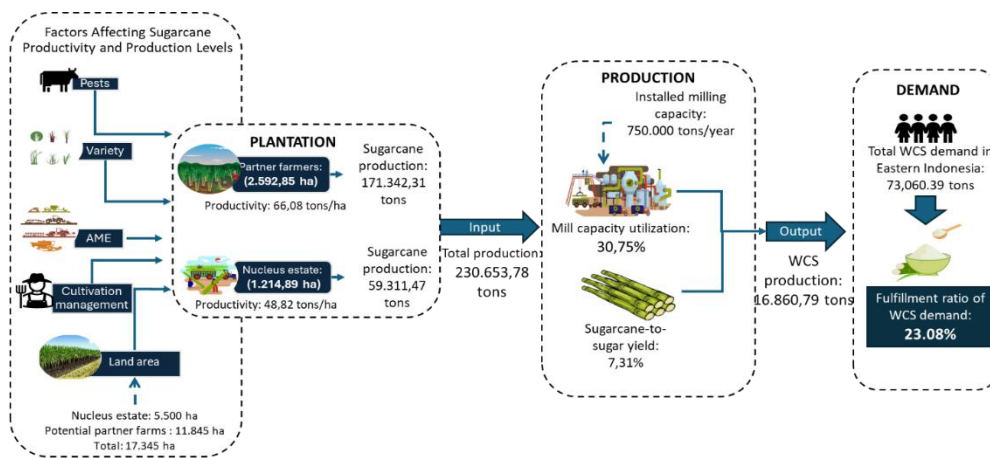 Factors Affecting Sugarcane
Productivity and Production Levels
Pests
Variety
AME
Cultivation
management
Land area
Nucleus estate: 5.500 ha
Potential partner farms : 11.845 ha
Total: 17.345 ha
PLANTATION
Partner farmers:
(2.592,85 ha)
Productivity: 66,08 tons/ha
Sugarcane
production:
171.342,31
tons
Nucleus estate:
(1.214,89 ha)
Productivity: 48,82 tons/ha
Sugarcane
production:
59.311,47
tons
Input
Total production:
230.653,78
tons
PRODUCTION
Installed milling
capacity:
750.000 tons/year
Mill capacity utilization:
30,75%
Sugarcane-to-
sugar yield:
7,31%
Output
WCS
production:
16.860,79 tons
DEMAND
Total WCS demand in
Eastern Indonesia:
73,060.39 tons
Fulfillment ratio of
WCS demand:
23.08%